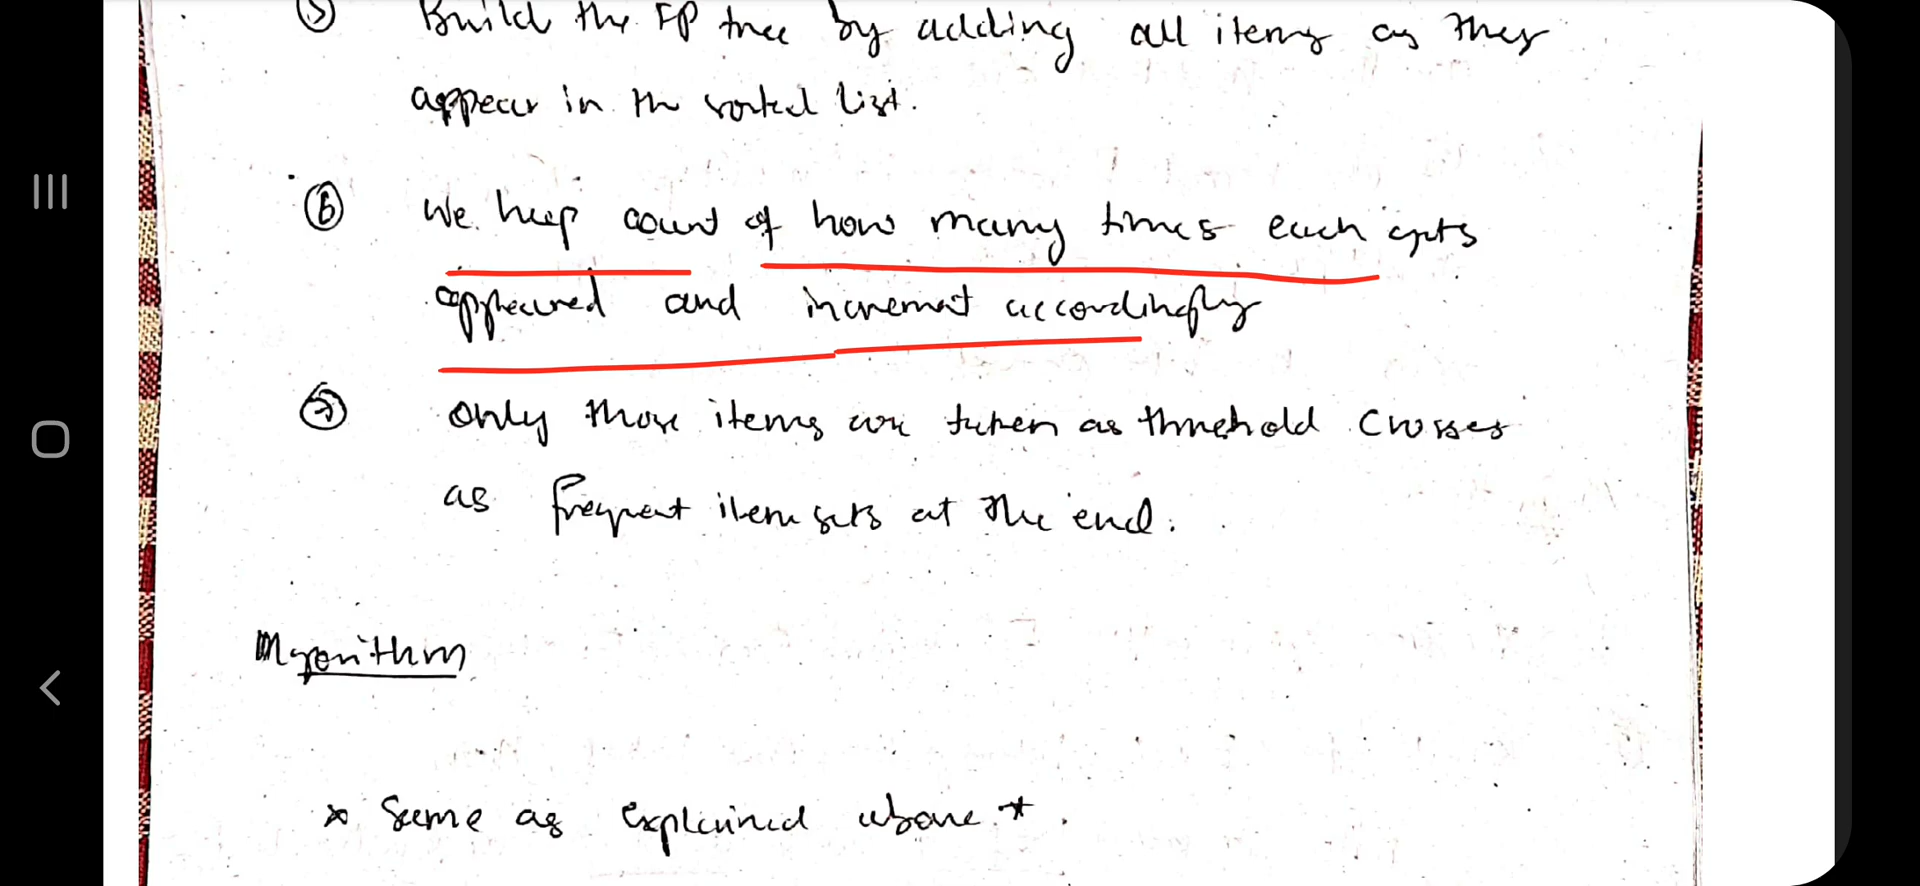 ⑤ Build the FP tree by adding all items as they
appear in the sorted list.
⑥ We keep count of how many times each gets
appeared and increment accordingly
⑦ Only those items are taken as threshold crosses
as frequent item sets at the end.
Algorithm
* Same as explained above *.